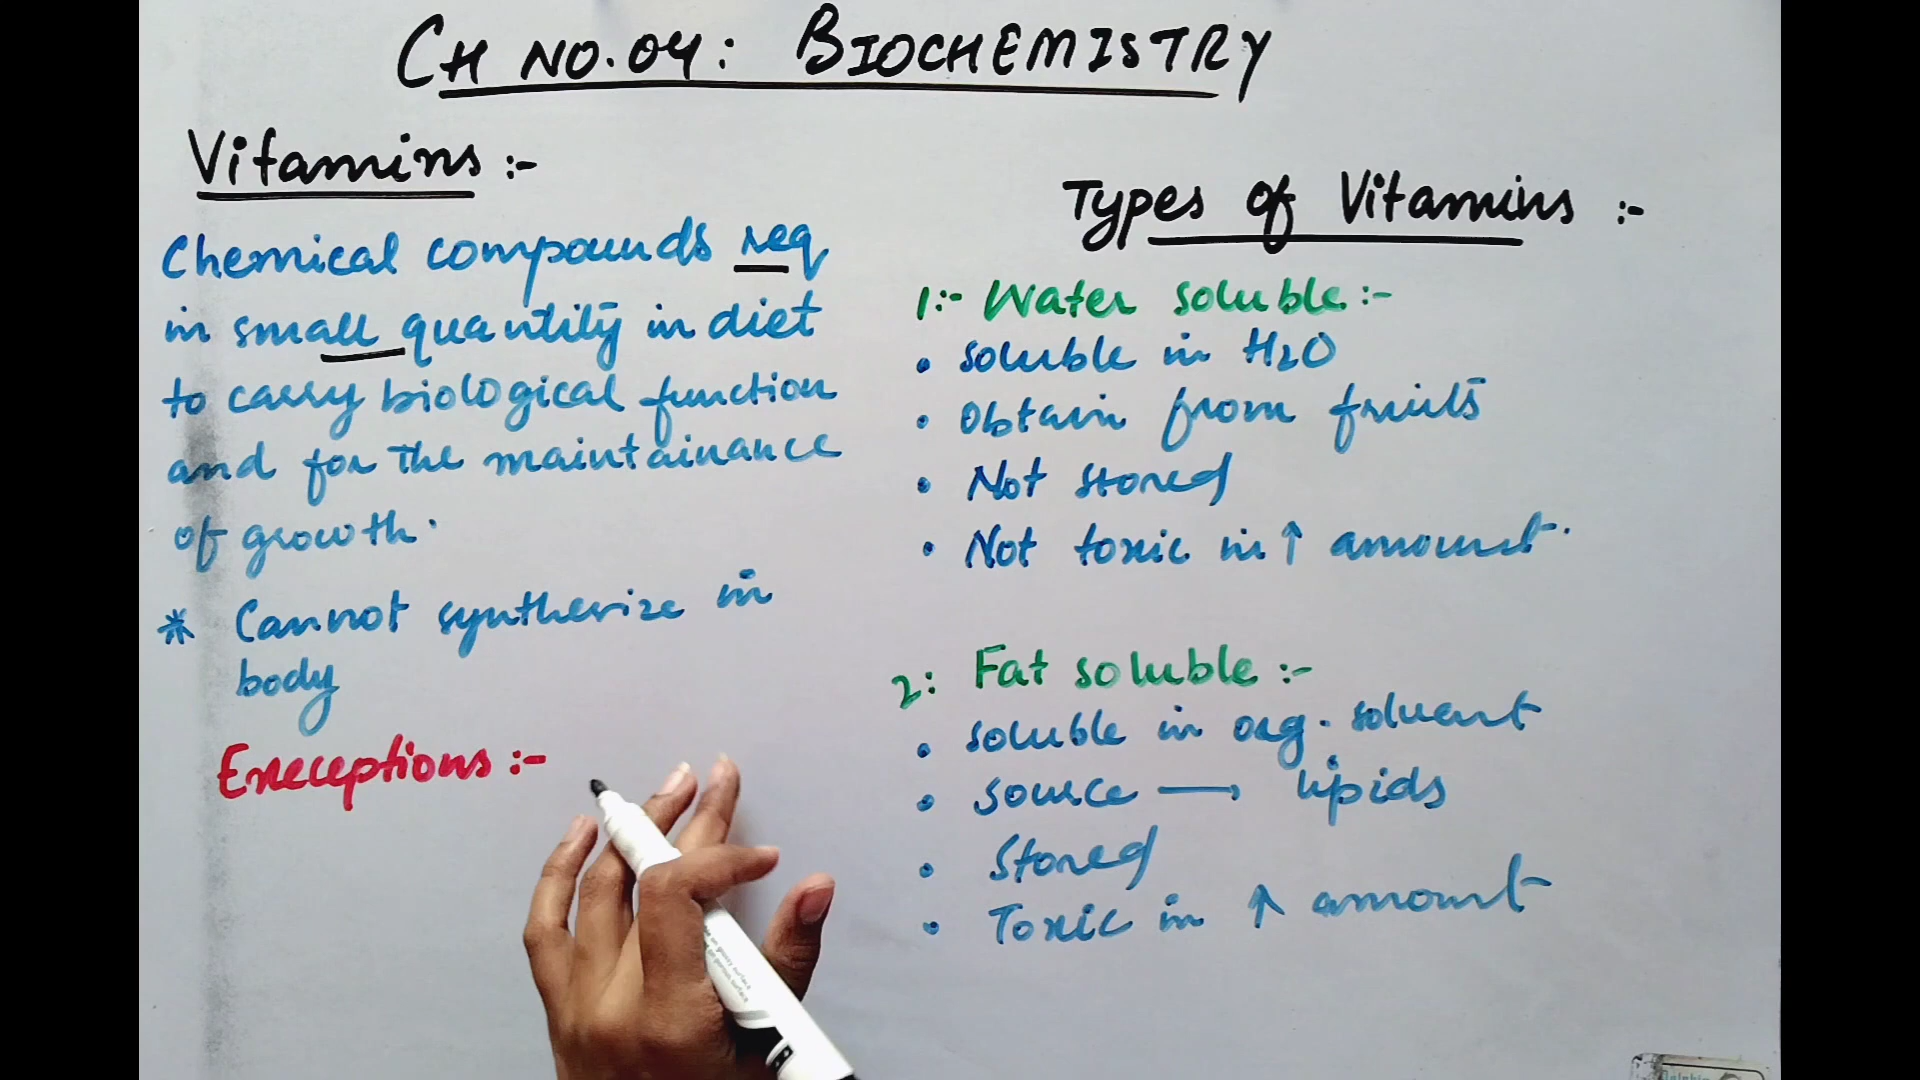 CH NO.04: BIOCHEMISTRY
Vitamins :-
Chemical compounds req
in small quantity in diet
to carry biological function
and for the maintainance
of growth.
* Cannot synthesize in
body
Execeptions :-
Types of Vitamins :-
1:- Water soluble :-
• soluble in H2O
• Obtain from fruits
• Not stored
• Not toxic in ↑ amount.
2: Fat soluble :-
• soluble in org. solvent
• source → lipids
• Stored
• Toxic in ↑ amount